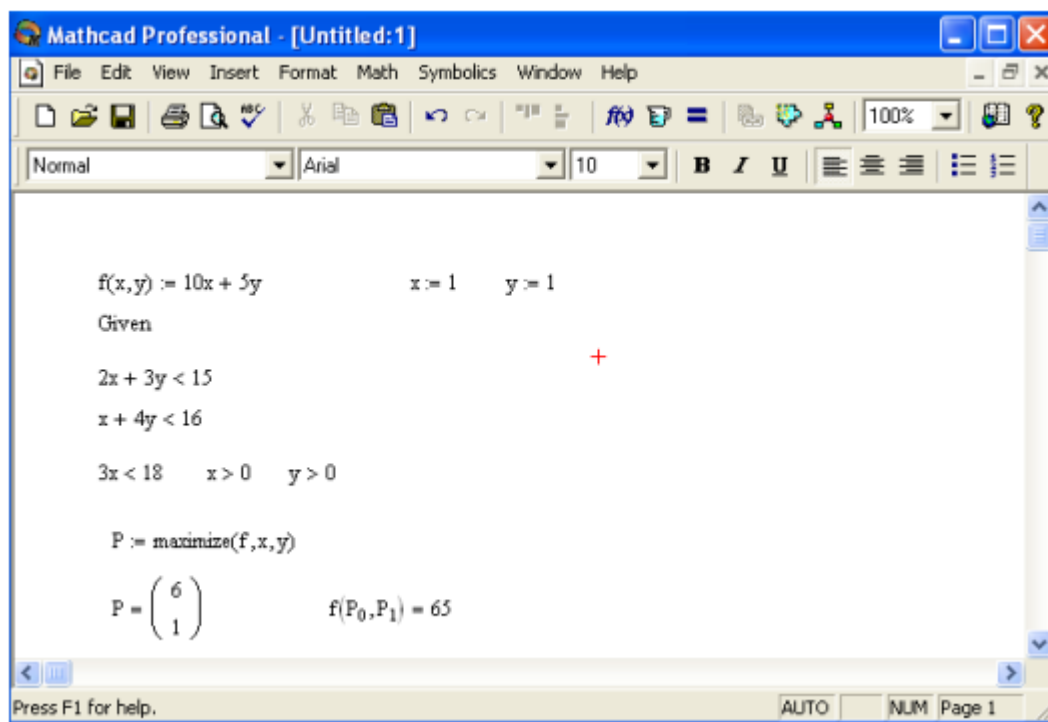 Mathcad Professional - [Untitled:1]
File Edit View Insert Format Math Symbolics Window Help
ABC f(x) 100% ?
Normal Arial 10 B I U
f(x,y) := 10x + 5y x := 1 y := 1
Given
2x + 3y < 15
x + 4y < 16
3x < 18 x > 0 y > 0
P := maximize(f,x,y)
P = ( 6 1 ) f(P₀,P₁) = 65
Press F1 for help. AUTO NUM Page 1